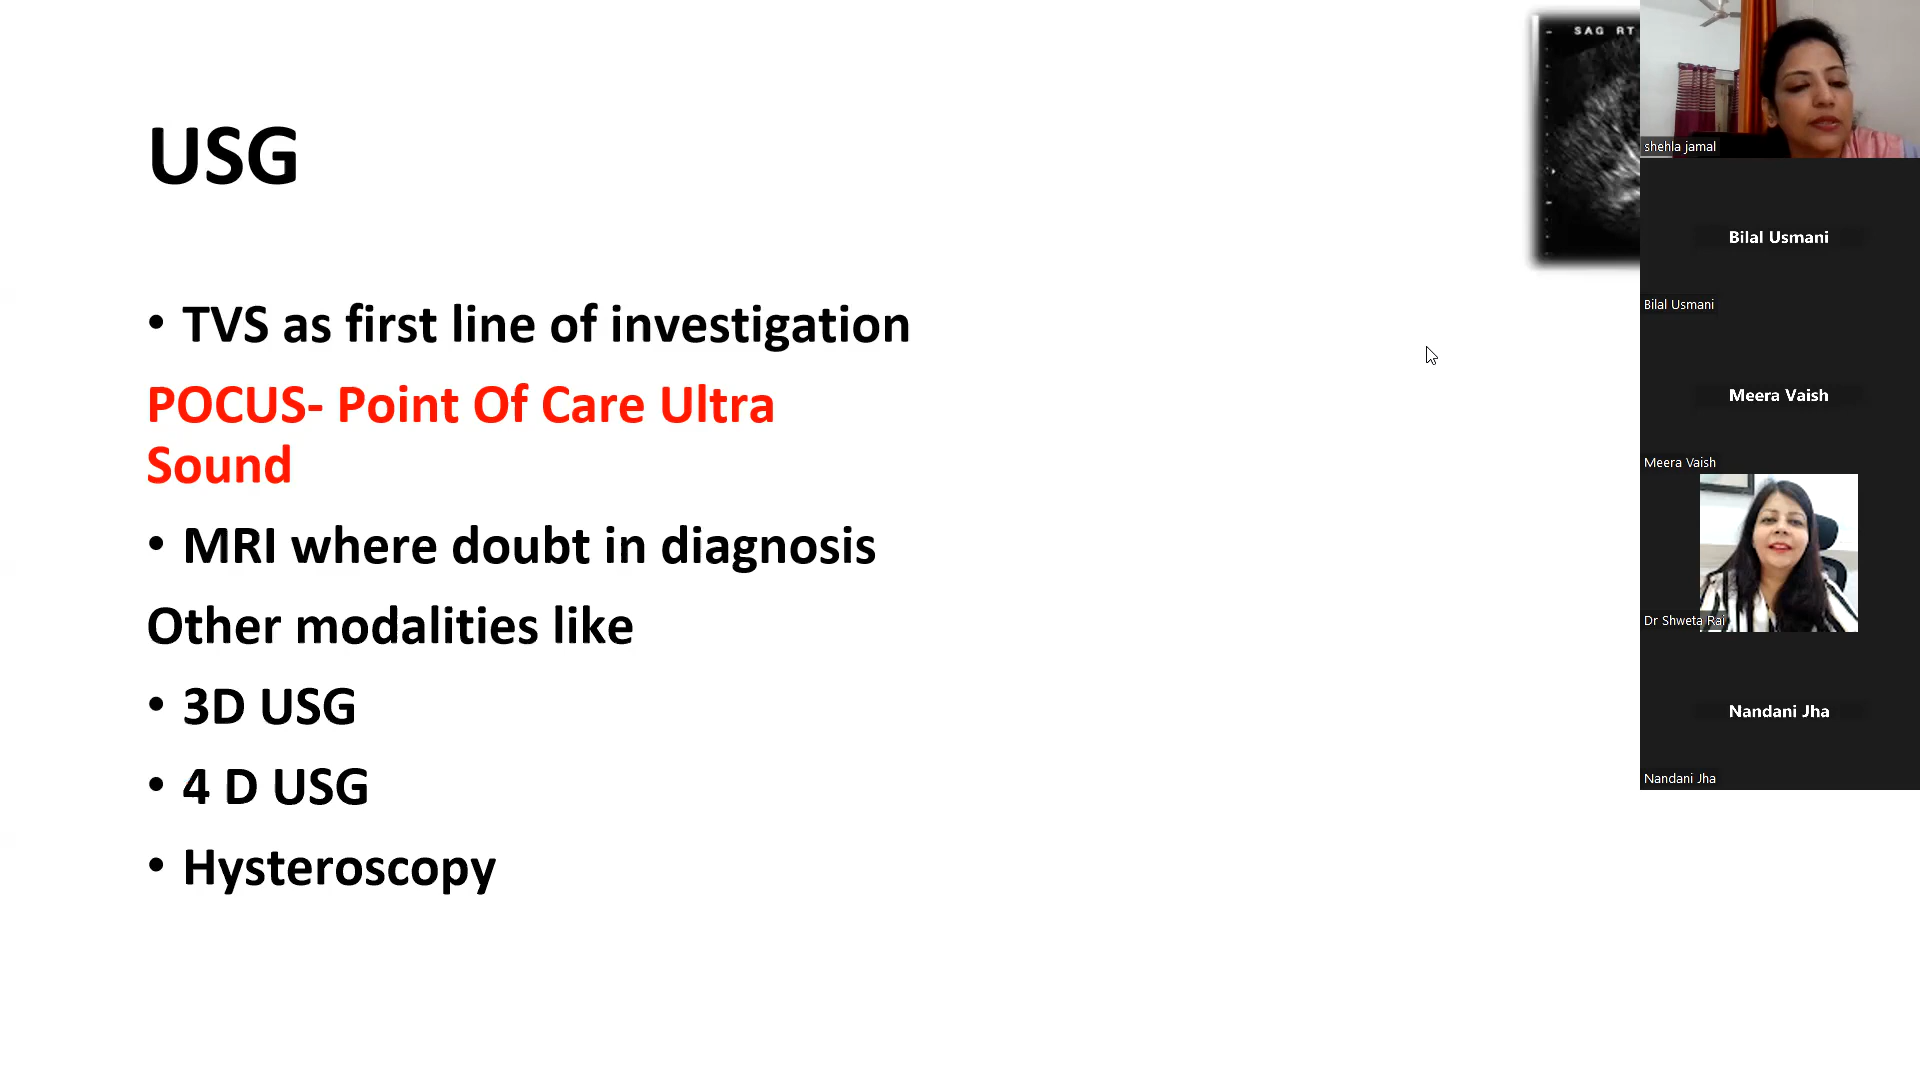 USG
• TVS as first line of investigation
POCUS- Point Of Care Ultra
Sound
• MRI where doubt in diagnosis
Other modalities like
• 3D USG
• 4 D USG
• Hysteroscopy
SAG RT
shehla jamal
Bilal Usmani
Bilal Usmani
Meera Vaish
Meera Vaish
Dr Shweta Rai
Nandani Jha
Nandani Jha